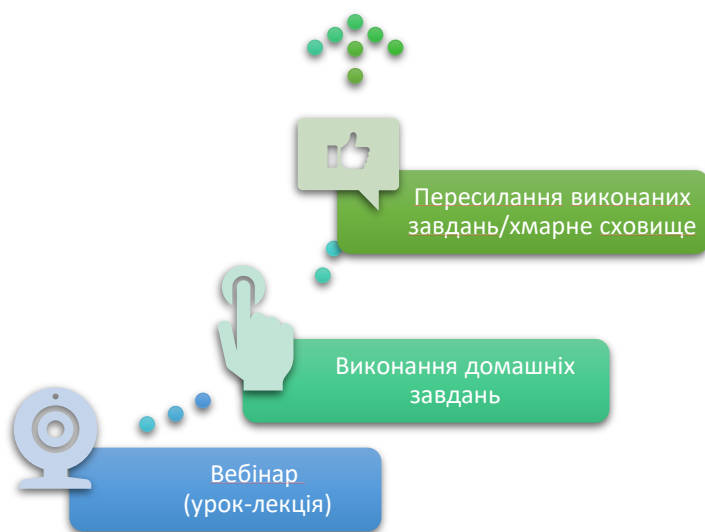 Пересилання виконаних
завдань/хмарне сховище
Виконання домашніх
завдань
Вебінар
(урок-лекція)